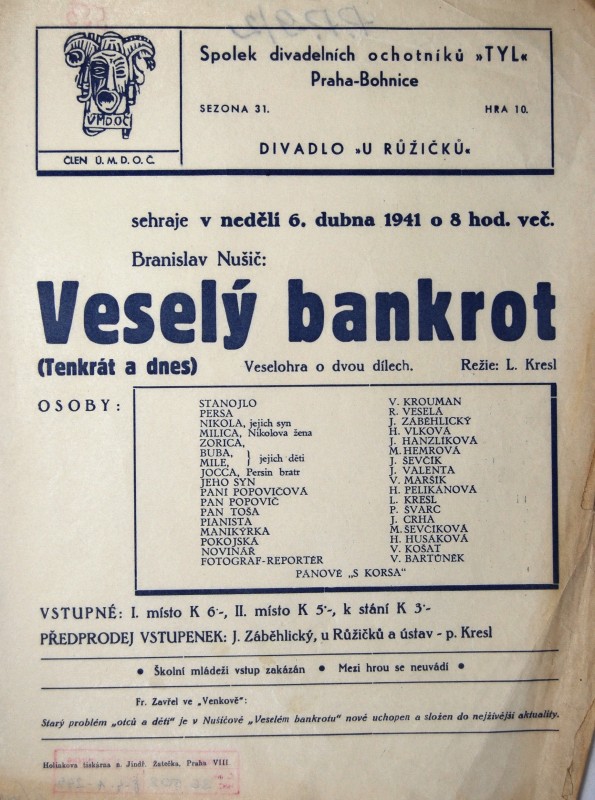 ÚMDOČ
ČLEN Ú. M. D. O. Č.
Spolek divadelních ochotníků »TYL«
Praha-Bohnice
SEZONA 31. HRA 10.
DIVADLO »U RŮŽIČKŮ«
sehraje v neděli 6. dubna 1941 o 8 hod. več.
Branislav Nušič:
Veselý bankrot
(Tenkrát a dnes) Veselohra o dvou dílech. Režie: L. Kresl
OSOBY:
STANOJLO V. KROUMAN
PERSA R. VESELÁ
NIKOLA, jejich syn J. ZÁBĚHLICKÝ
MILICA, Nikolova žena H. VLKOVÁ
ZORICA, J. HANZLÍKOVÁ
BUBA, M. HEMROVÁ
MILE, } jejich děti J. ŠEVČÍK
JOCCA, Persin bratr J. VALENTA
JEHO SYN V. MARŠÍK
PANÍ POPOVIČOVÁ H. PELIKÁNOVÁ
PAN POPOVIČ L. KRESL
PAN TOŠA P. ŠVARC
PIANISTA J. CRHA
MANIKÝRKA M. ŠEVČÍKOVÁ
POKOJSKÁ H. HUSÁKOVÁ
NOVINÁŘ V. KOŠAT
FOTOGRAF-REPORTÉR V. BARTŮNĚK
PÁNOVÉ „S KORSA“
VSTUPNÉ: I. místo K 6·-, II. místo K 5·-, k stání K 3·-
PŘEDPRODEJ VSTUPENEK: J. Záběhlický, u Růžičků a ústav - p. Kresl
● Školní mládeži vstup zakázán ● Mezi hrou se neuvádí ●
Fr. Zavřel ve „Venkově“:
Starý problém „otců a dětí“ je v Nušičově „Veselém bankrotu“ nově uchopen a složen do nejživější aktuality.
Holinkova tiskárna n. Jindř. Zatečka, Praha VIII